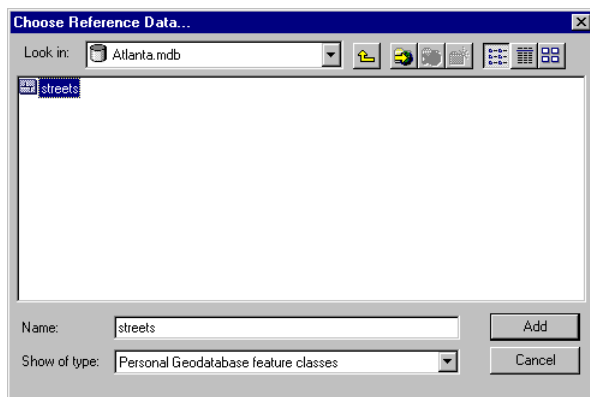 Choose Reference Data...
Look in: Atlanta.mdb
streets
Name: streets Add
Show of type: Personal Geodatabase feature classes Cancel